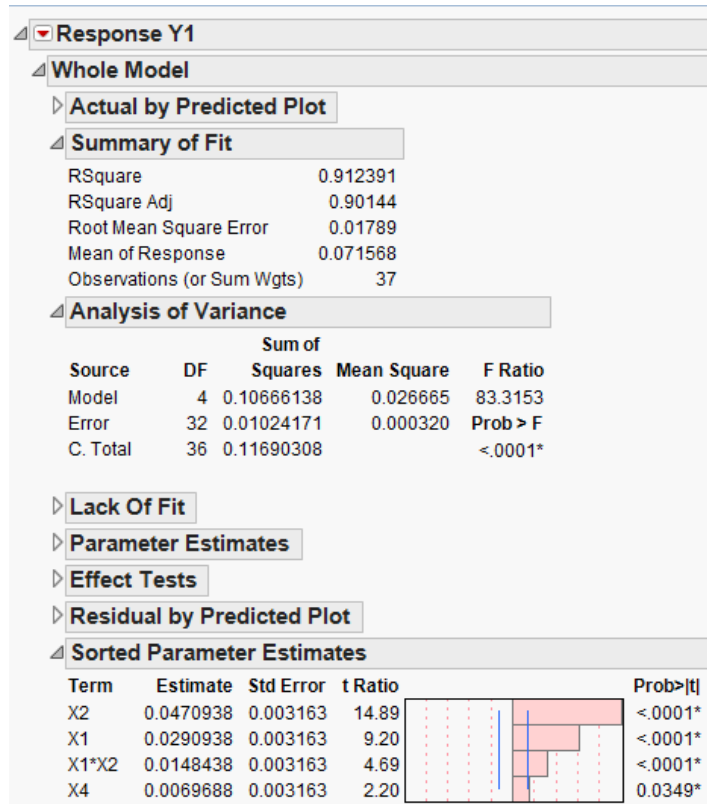 Response Y1
Whole Model
Actual by Predicted Plot
Summary of Fit
RSquare 0.912391
RSquare Adj 0.90144
Root Mean Square Error 0.01789
Mean of Response 0.071568
Observations (or Sum Wgts) 37
Analysis of Variance
Sum of
Source DF Squares Mean Square F Ratio
Model 4 0.10666138 0.026665 83.3153
Error 32 0.01024171 0.000320 Prob > F
C. Total 36 0.11690308 <.0001*
Lack Of Fit
Parameter Estimates
Effect Tests
Residual by Predicted Plot
Sorted Parameter Estimates
Term Estimate Std Error t Ratio Prob>|t|
X2 0.0470938 0.003163 14.89 <.0001*
X1 0.0290938 0.003163 9.20 <.0001*
X1*X2 0.0148438 0.003163 4.69 <.0001*
X4 0.0069688 0.003163 2.20 0.0349*